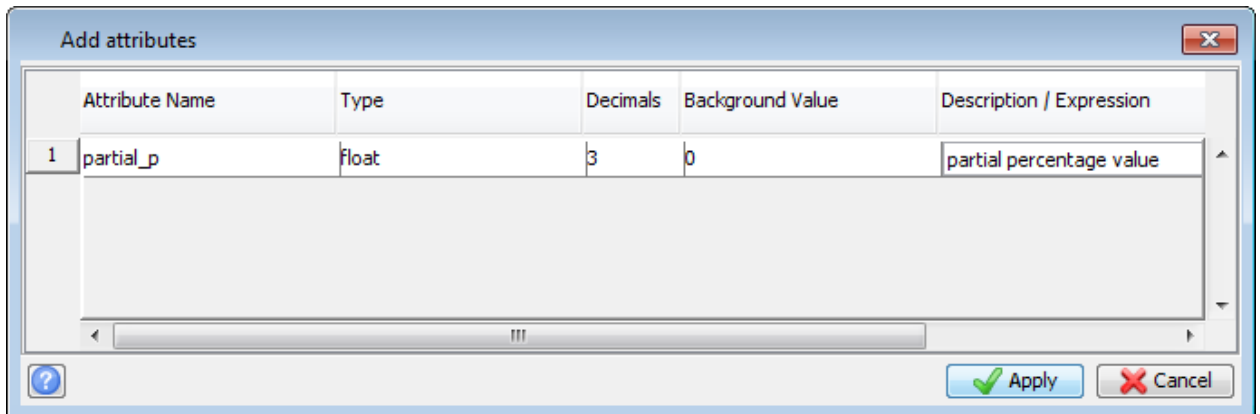 Add attributes
Attribute Name Type Decimals Background Value Description / Expression
1 partial_p float 3 0 partial percentage value
? Apply Cancel